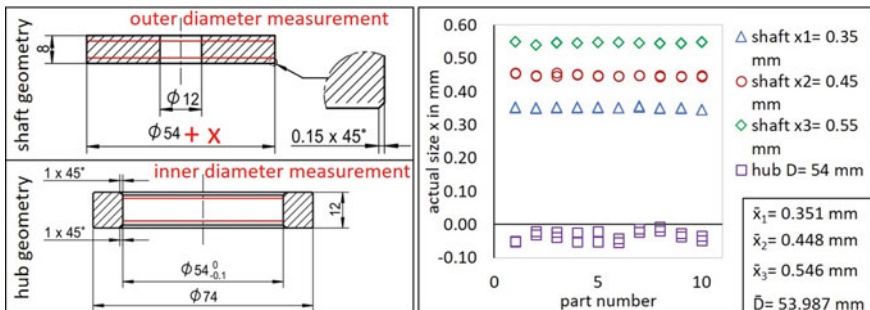 outer diameter measurement
shaft geometry
8
ϕ12
ϕ54 + x
0.15 x 45°
inner diameter measurement
hub geometry
1 x 45°
1 x 45°
12
ϕ54 0 -0.1
ϕ74
actual size x in mm
0.60
0.50
0.40
0.30
0.20
0.10
0.00
-0.10
0
5
10
part number
shaft x1= 0.35
mm
shaft x2= 0.45
mm
shaft x3= 0.55
mm
hub D= 54 mm
x̄₁= 0.351 mm
x̄₂= 0.448 mm
x̄₃= 0.546 mm
D̄= 53.987 mm